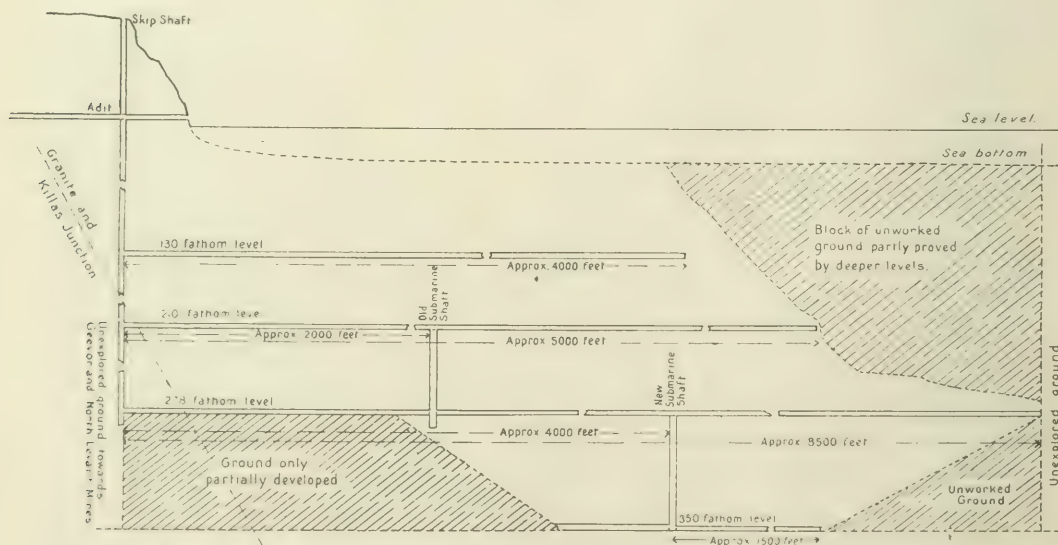 Skip Shaft
Adit
Sea level.
Sea bottom
Granite and
Killas Junction
130 fathom level
Approx. 4000 feet
Block of unworked
ground partly proved
by deeper levels.
Old
Submarine
Shaft
210 fathom level
Approx 2000 feet
Approx 5000 feet
Unexplored ground towards
Geevor and North Levant Mines
New
Submarine
Shaft
278 fathom level
Approx 4000 feet
Approx 8500 feet
Unexplored ground
Ground only
partially developed
Unworked
Ground
350 fathom level
Approx 1500 feet